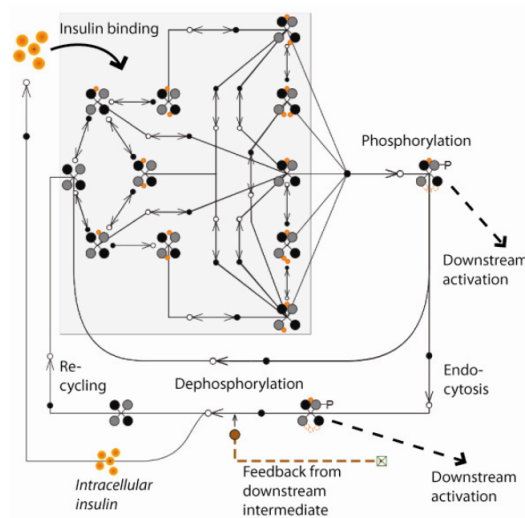 Insulin binding
Phosphorylation
P
Downstream
activation
Re-
cycling
Dephosphorylation
Endo-
cytosis
P
Intracellular
insulin
Feedback from
downstream
intermediate
Downstream
activation